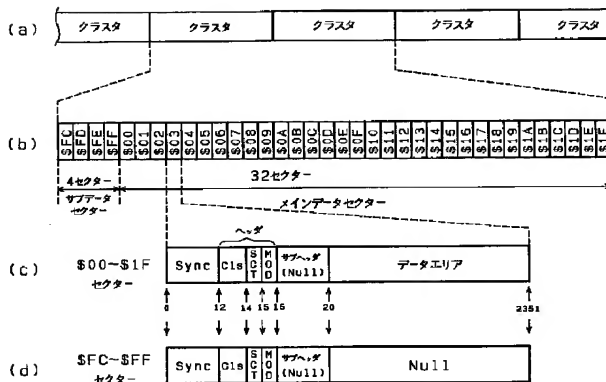 (a) クラスタ クラスタ クラスタ クラスタ クラスタ
(b) $FC $FD $FE $FF $00 $01 $02 $03 $04 $05 $06 $07 $08 $09 $0A $0B $0C $0D $0E $0F $10 $11 $12 $13 $14 $15 $16 $17 $18 $19 $1A $1B $1C $1D $1E $1F
4セクター 32セクター
サブデータ メインデータセクター
セクター
ヘッダ
(c) $00~$1F Sync Cls SCT MOD サブヘッダ (Null) データエリア
セクター
0 12 14 15 16 20 2351
(d) $FC~$FF Sync Cls SCT MOD サブヘッダ (Null) Null
セクター